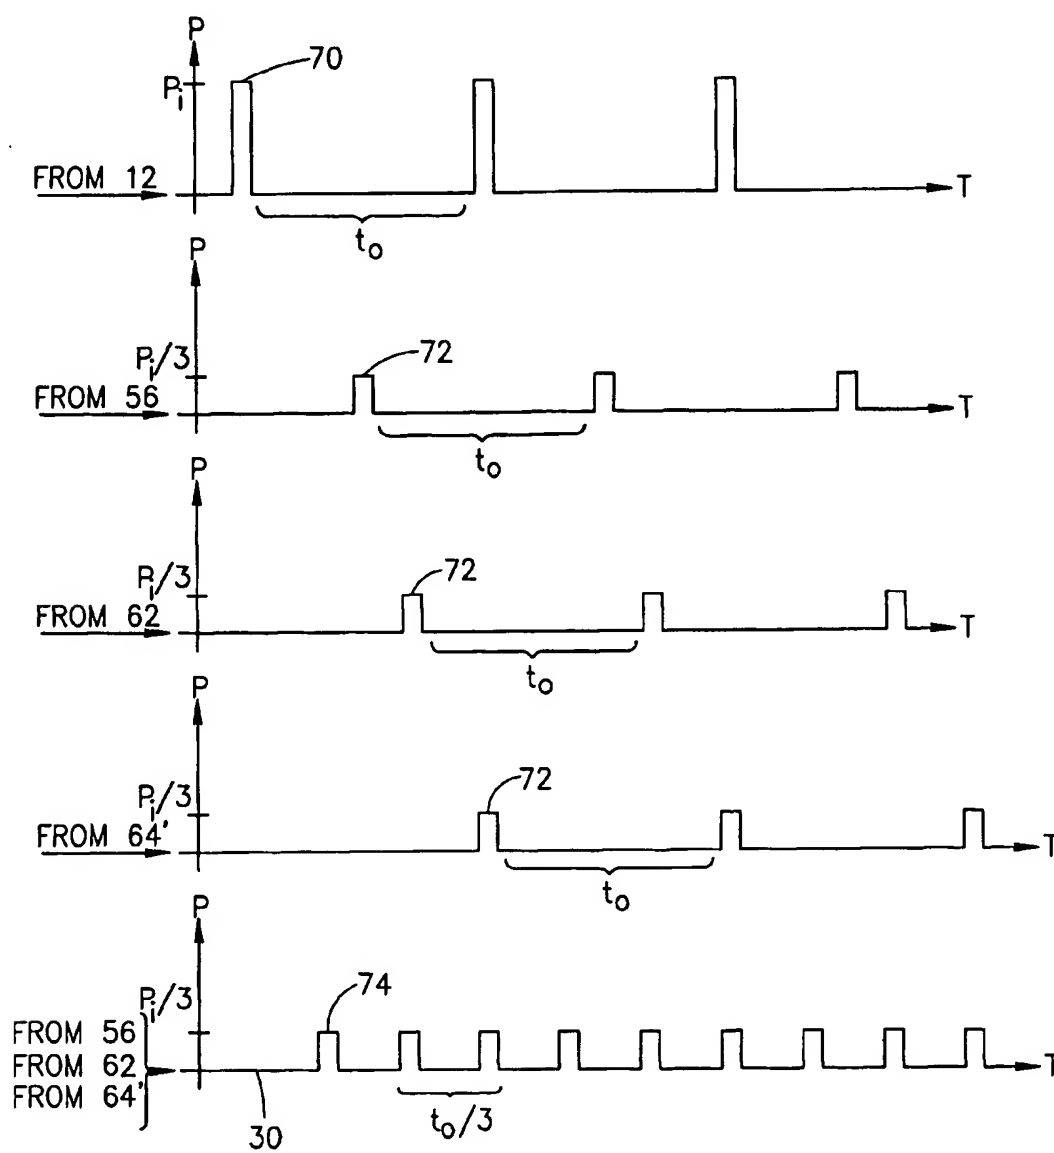 P
70
Pi
FROM 12
T
to
P
Pi/3
72
FROM 56
T
to
P
Pi/3
72
FROM 62
T
to
P
Pi/3
72
FROM 64'
T
to
P
Pi/3
74
FROM 56
FROM 62
FROM 64'
T
to/3
30